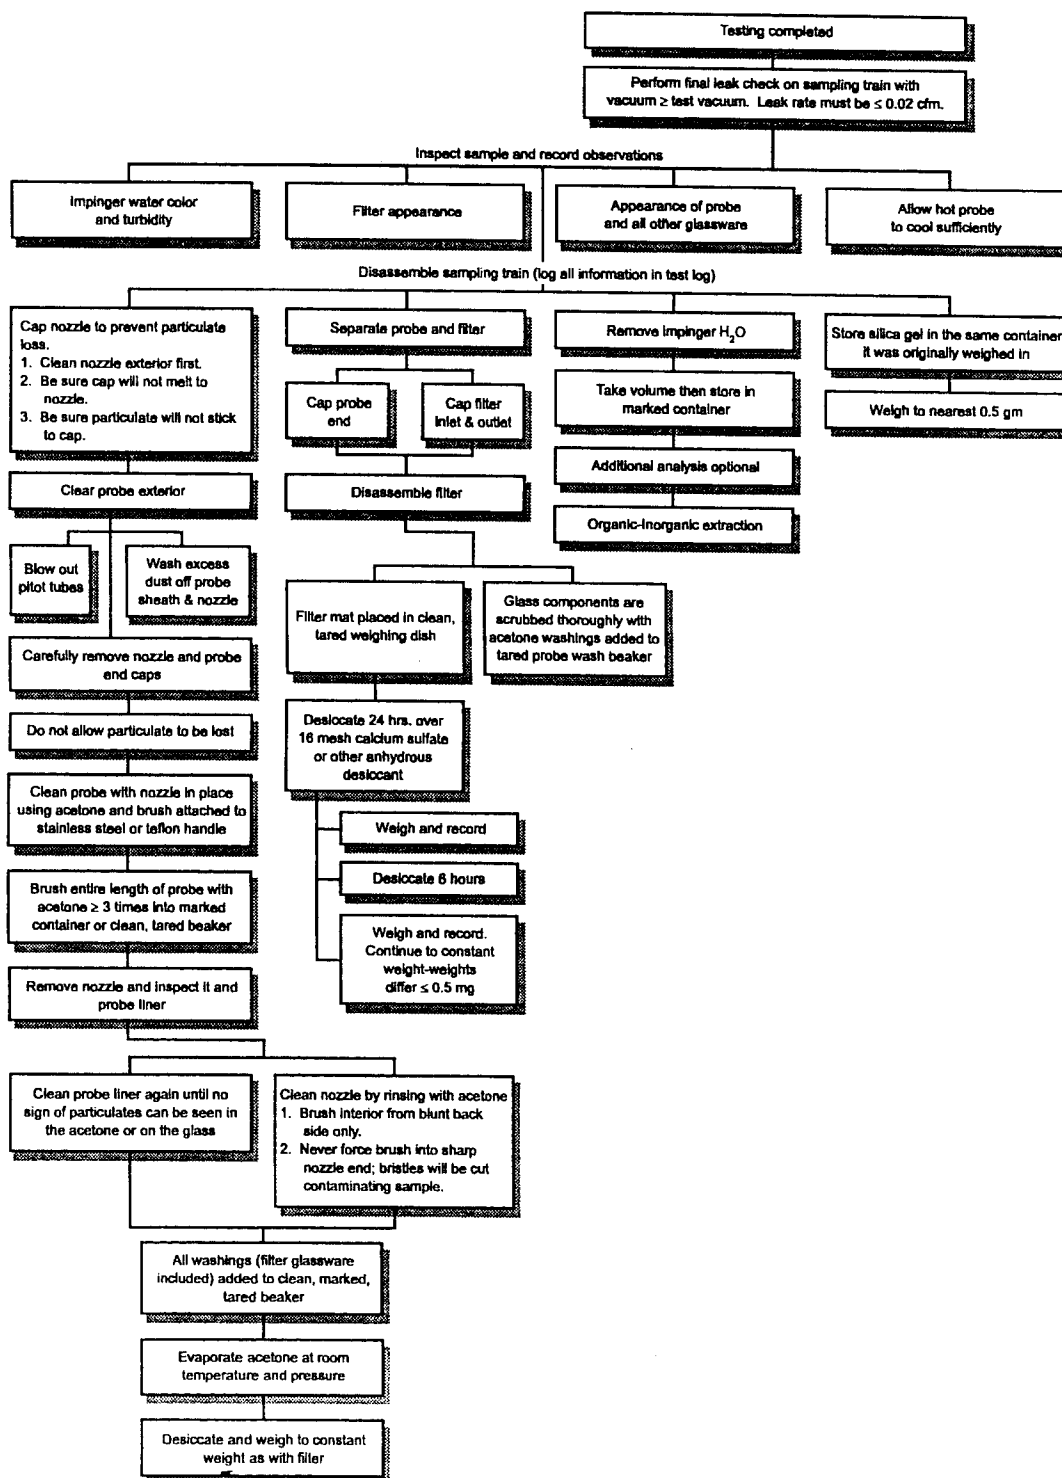 Testing completed
Perform final leak check on sampling train with
vacuum ≥ test vacuum. Leak rate must be ≤ 0.02 cfm.
Inspect sample and record observations
Impinger water color
and turbidity
Filter appearance
Appearance of probe
and all other glassware
Allow hot probe
to cool sufficiently
Disassemble sampling train (log all information in test log)
Cap nozzle to prevent particulate
loss.
1. Clean nozzle exterior first.
2. Be sure cap will not melt to
nozzle.
3. Be sure particulate will not stick
to cap.
Separate probe and filter
Remove impinger H₂O
Store silica gel in the same container
it was originally weighed in
Cap probe
end
Cap filter
inlet & outlet
Take volume then store in
marked container
Weigh to nearest 0.5 gm
Clear probe exterior
Disassemble filter
Additional analysis optional
Organic-Inorganic extraction
Blow out
pitot tubes
Wash excess
dust off probe
sheath & nozzle
Filter mat placed in clean,
tared weighing dish
Glass components are
scrubbed thoroughly with
acetone washings added to
tared probe wash beaker
Carefully remove nozzle and probe
end caps
Do not allow particulate to be lost
Desiccate 24 hrs. over
16 mesh calcium sulfate
or other anhydrous
desiccant
Clean probe with nozzle in place
using acetone and brush attached to
stainless steel or teflon handle
Weigh and record
Desiccate 6 hours
Brush entire length of probe with
acetone ≥ 3 times into marked
container or clean, tared beaker
Weigh and record.
Continue to constant
weight-weights
differ ≤ 0.5 mg
Remove nozzle and inspect it and
probe liner
Clean probe liner again until no
sign of particulates can be seen in
the acetone or on the glass
Clean nozzle by rinsing with acetone
1. Brush interior from blunt back
side only.
2. Never force brush into sharp
nozzle end; bristles will be cut
contaminating sample.
All washings (filter glassware
included) added to clean, marked,
tared beaker
Evaporate acetone at room
temperature and pressure
Desiccate and weigh to constant
weight as with filter